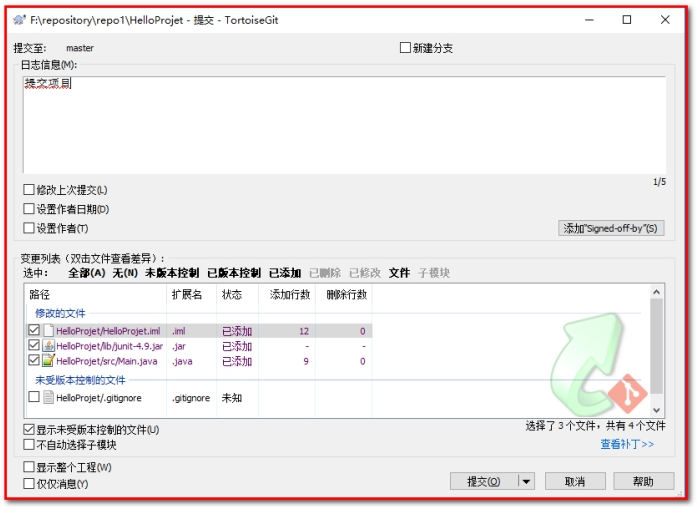 F:\repository\repo1\HelloProjet - 提交 - TortoiseGit
提交至: master 新建分支
日志信息(M):
提交项目
1/5
修改上次提交(L)
设置作者日期(D)
设置作者(T) 添加"Signed-off-by"(S)
变更列表（双击文件查看差异）:
选中: 全部(A) 无(N) 未版本控制 已版本控制 已添加 已删除 已修改 文件 子模块
路径 扩展名 状态 添加行数 删除行数
修改的文件
HelloProjet/HelloProjet.iml .iml 已添加 12 0
HelloProjet/lib/junit-4.9.jar .jar 已添加 - -
HelloProjet/src/Main.java .java 已添加 9 0
未受版本控制的文件
HelloProjet/.gitignore .gitignore 未知
显示未受版本控制的文件(U) 选择了 3 个文件，共有 4 个文件
不自动选择子模块 查看补丁>>
显示整个工程(W)
仅仅消息(Y) 提交(O) 取消 帮助